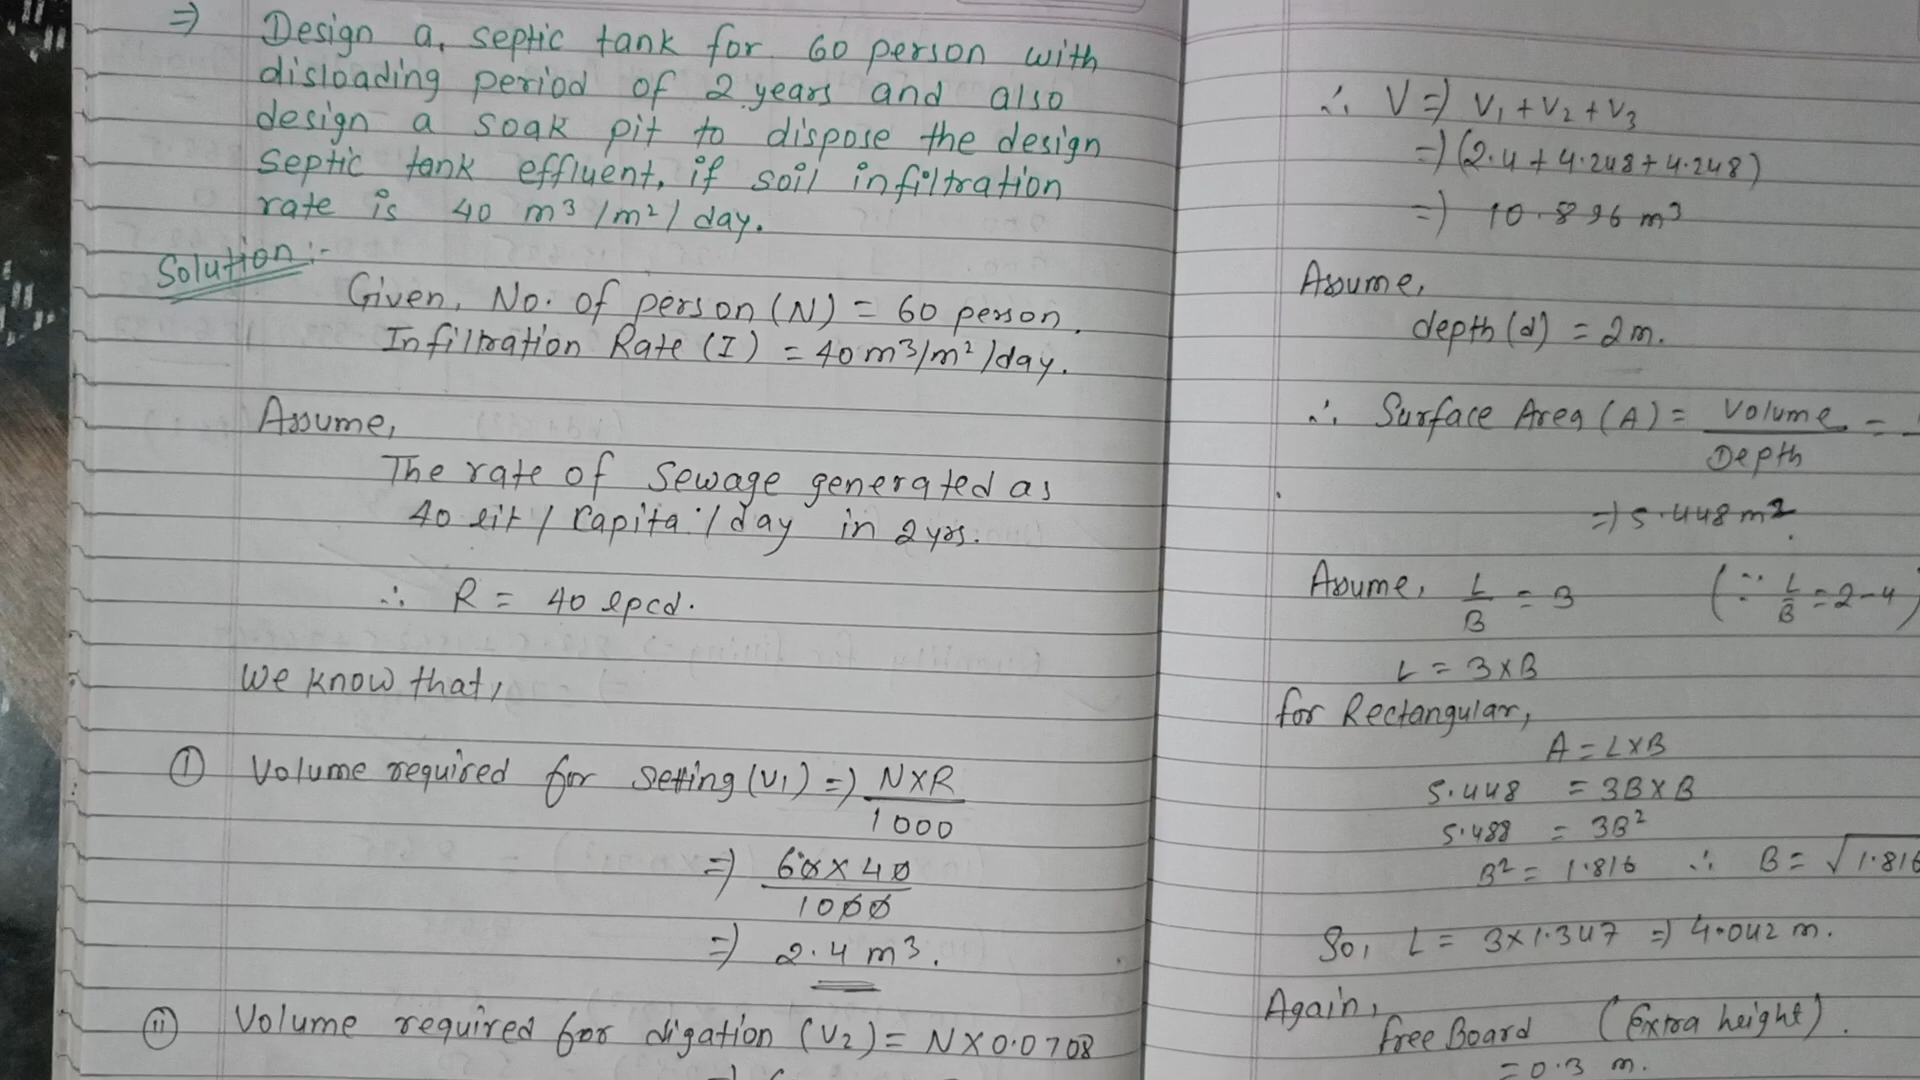 ⇒ Design a septic tank for 60 person with
disloading period of 2 years and also
design a soak pit to dispose the design
septic tank effluent, if soil infiltration
rate is 40 m3/m2/day.
Solution:-
Given, No. of person (N) = 60 person.
Infiltration Rate (I) = 40 m3/m2/day.
Assume,
The rate of sewage generated as
40 lit / Capita / day in 2 yrs.
∴ R = 40 lpcd.
We know that,
① Volume required for Setting (V1) ⇒ N×R
1000
⇒ 60×40
1000
⇒ 2.4 m3.
(ii) Volume required for digation (V2) = N×0.0708
∴ V ⇒ V1+V2+V3
⇒ (2.4+4.248+4.248)
⇒ 10.896 m3
Assume,
depth (d) = 2m.
∴ Surface Area (A) = Volume =
Depth
⇒ 5.448 m2.
Assume, L = 3 (∵ L = 2-4)
B B
L = 3×B
for Rectangular,
A = L×B
5.448 = 3B×B
5.488 = 3B2
B2 = 1.816 ∴ B = √1.816
So, L = 3×1.347 ⇒ 4.042 m.
Again,
free Board (Extra height).
= 0.3 m.